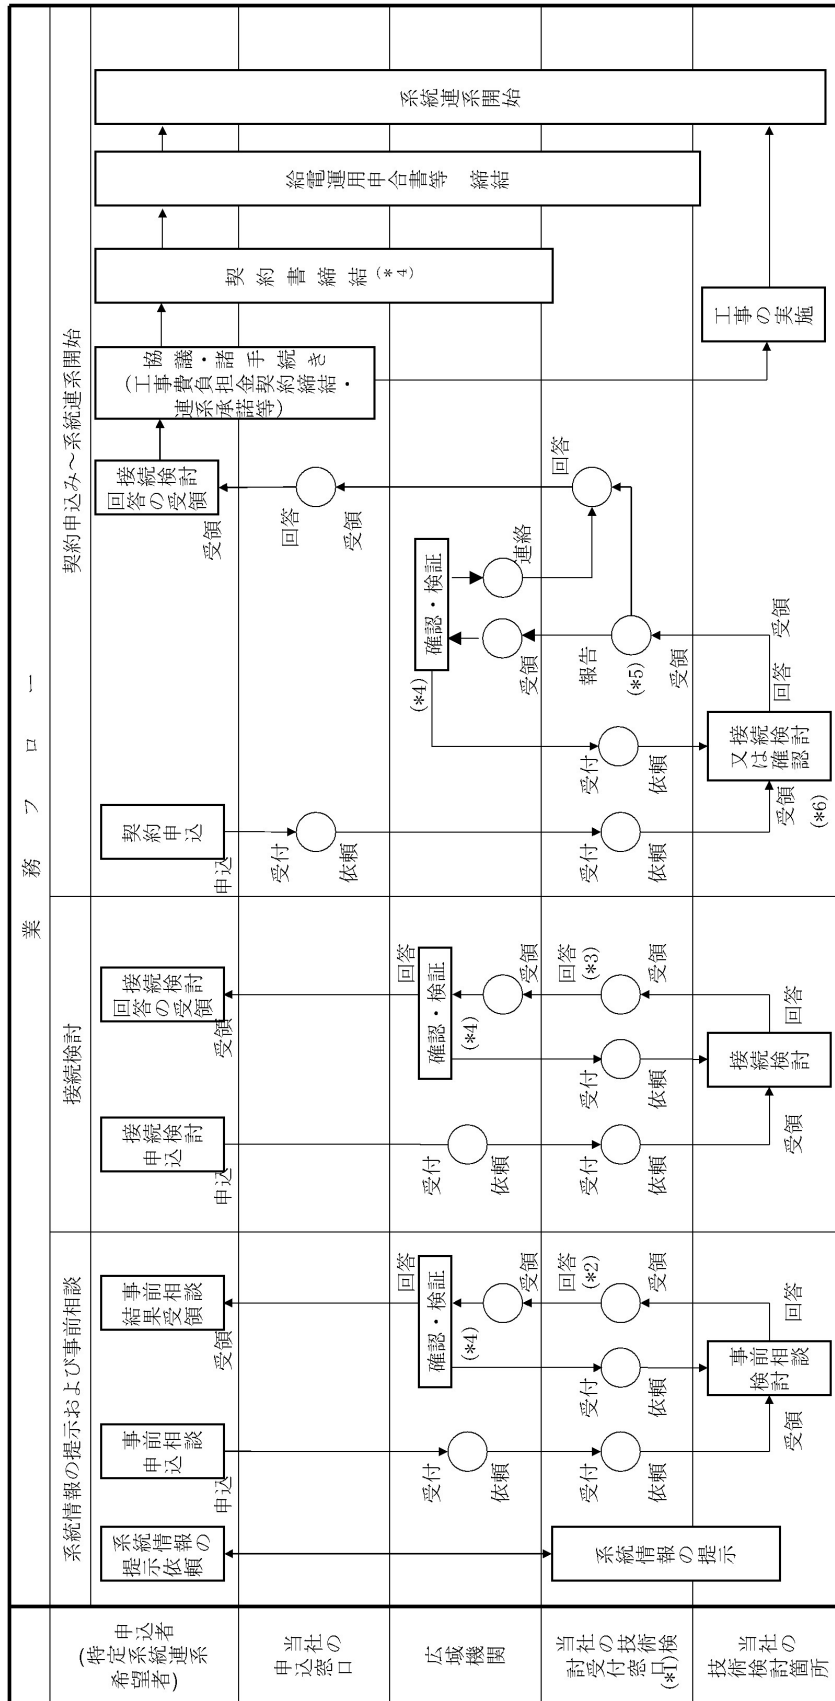 業務フロー
系統情報の提示および事前相談
接続検討
契約申込み～系統連系開始
申込者
(特定系統連系
希望者)
系統情報の
提示依頼
事前相談
申込
申込
事前相談
結果受領
受領
接続検討
申込
申込
接続検討
回答の受領
受領
契約
申込
申込
接続検討
回答の受領
受領
協議・諸手続き
(工事費負担金契約締結・
連系承諾等)
契約書締結(*4)
給電運用申合書等　締結
系統連系開始
当社の
申込窓口
受付
依頼
回答
受領
広域機関
受付
依頼
回答
確認・検証
(*4)
受領
受付
依頼
回答
確認・検証
(*4)
受領
(*4)
確認・検証
受領
連絡
当社の技術検
討受付窓口
(*1)
系統情報の提示
受付
依頼
受付
依頼
回答
(*2)
受領
受付
依頼
受付
依頼
回答
(*3)
受領
受付
依頼
受付
依頼
報告
(*5)
受領
回答
当社の
技術検討箇所
受領
事前相談
検討
回答
受領
接続検討
回答
受領
(*6)
接続検討
又は確認
回答
受領
工事の
実施